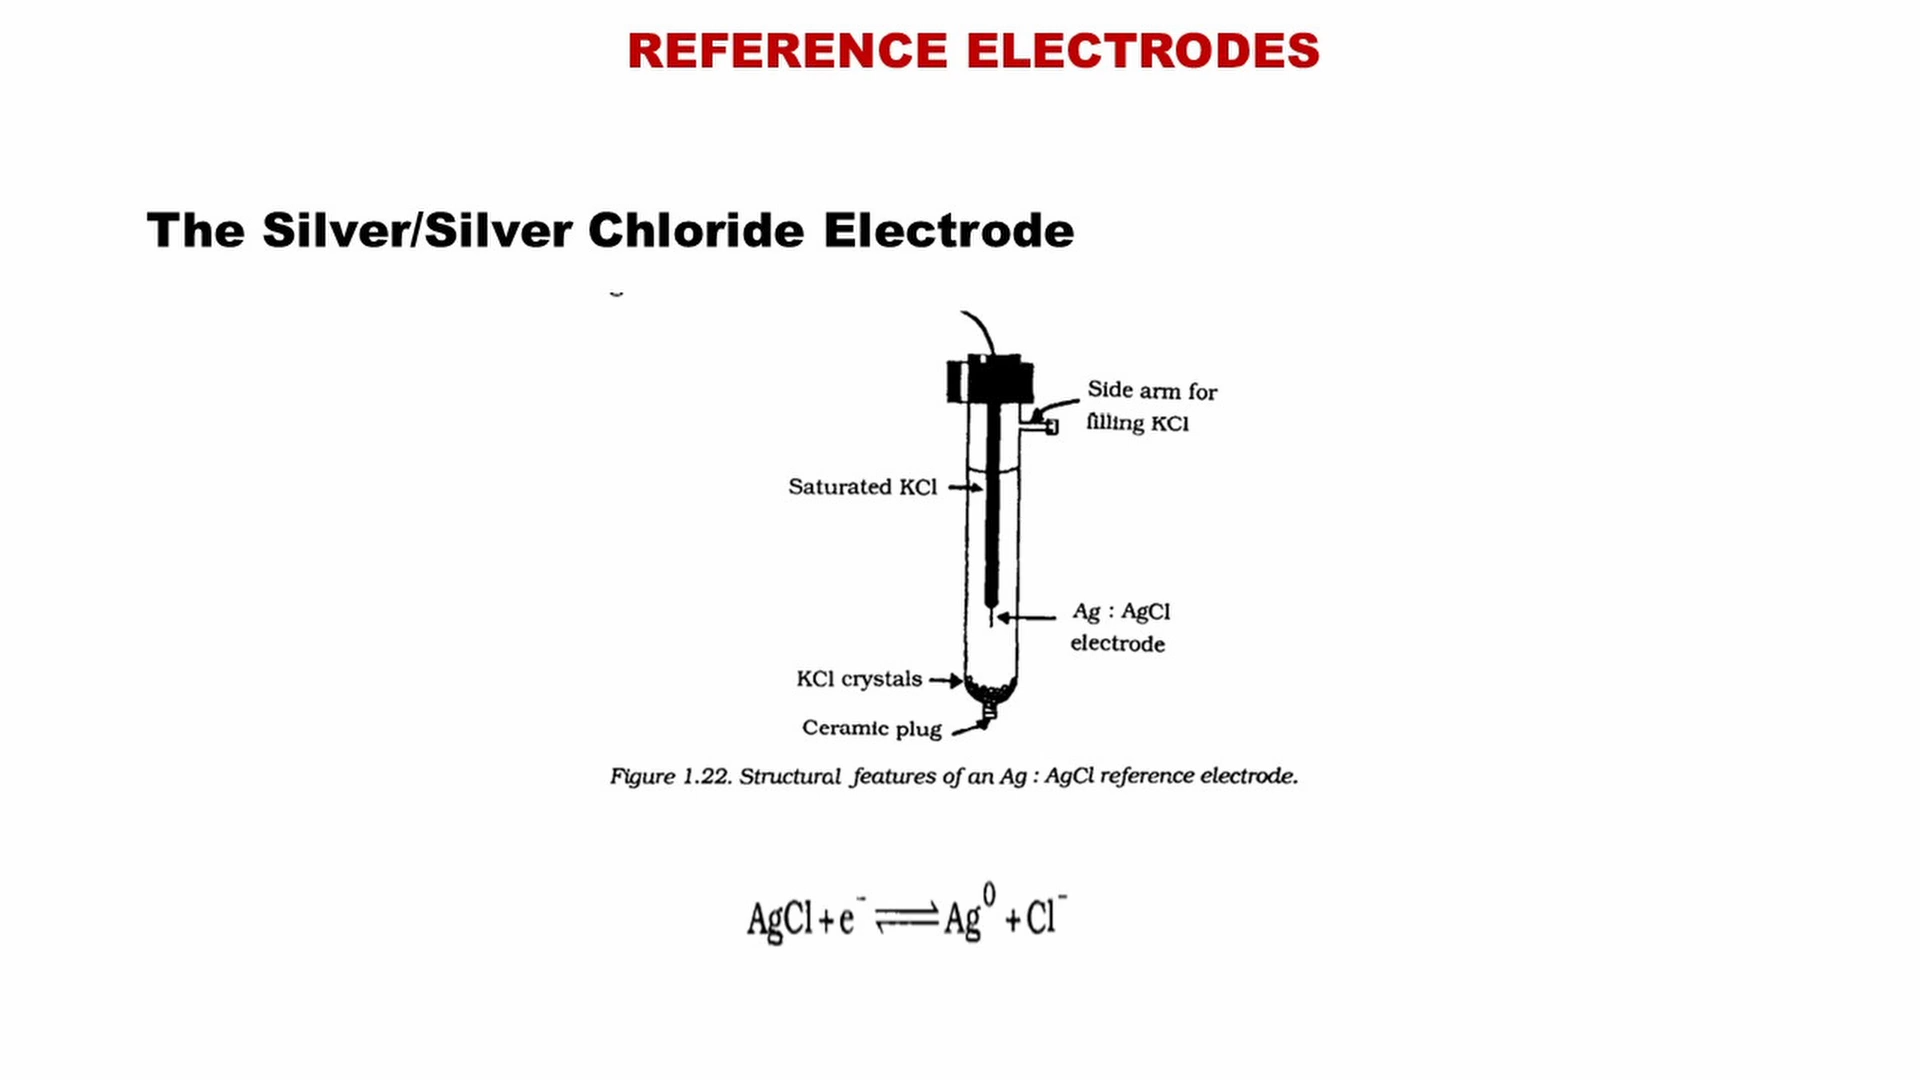 REFERENCE ELECTRODES
The Silver/Silver Chloride Electrode
Side arm for
filling KCl
Saturated KCl
Ag : AgCl
electrode
KCl crystals
Ceramic plug
Figure 1.22. Structural features of an Ag : AgCl reference electrode.
AgCl + e⁻ ⇌ Ag⁰ + Cl⁻